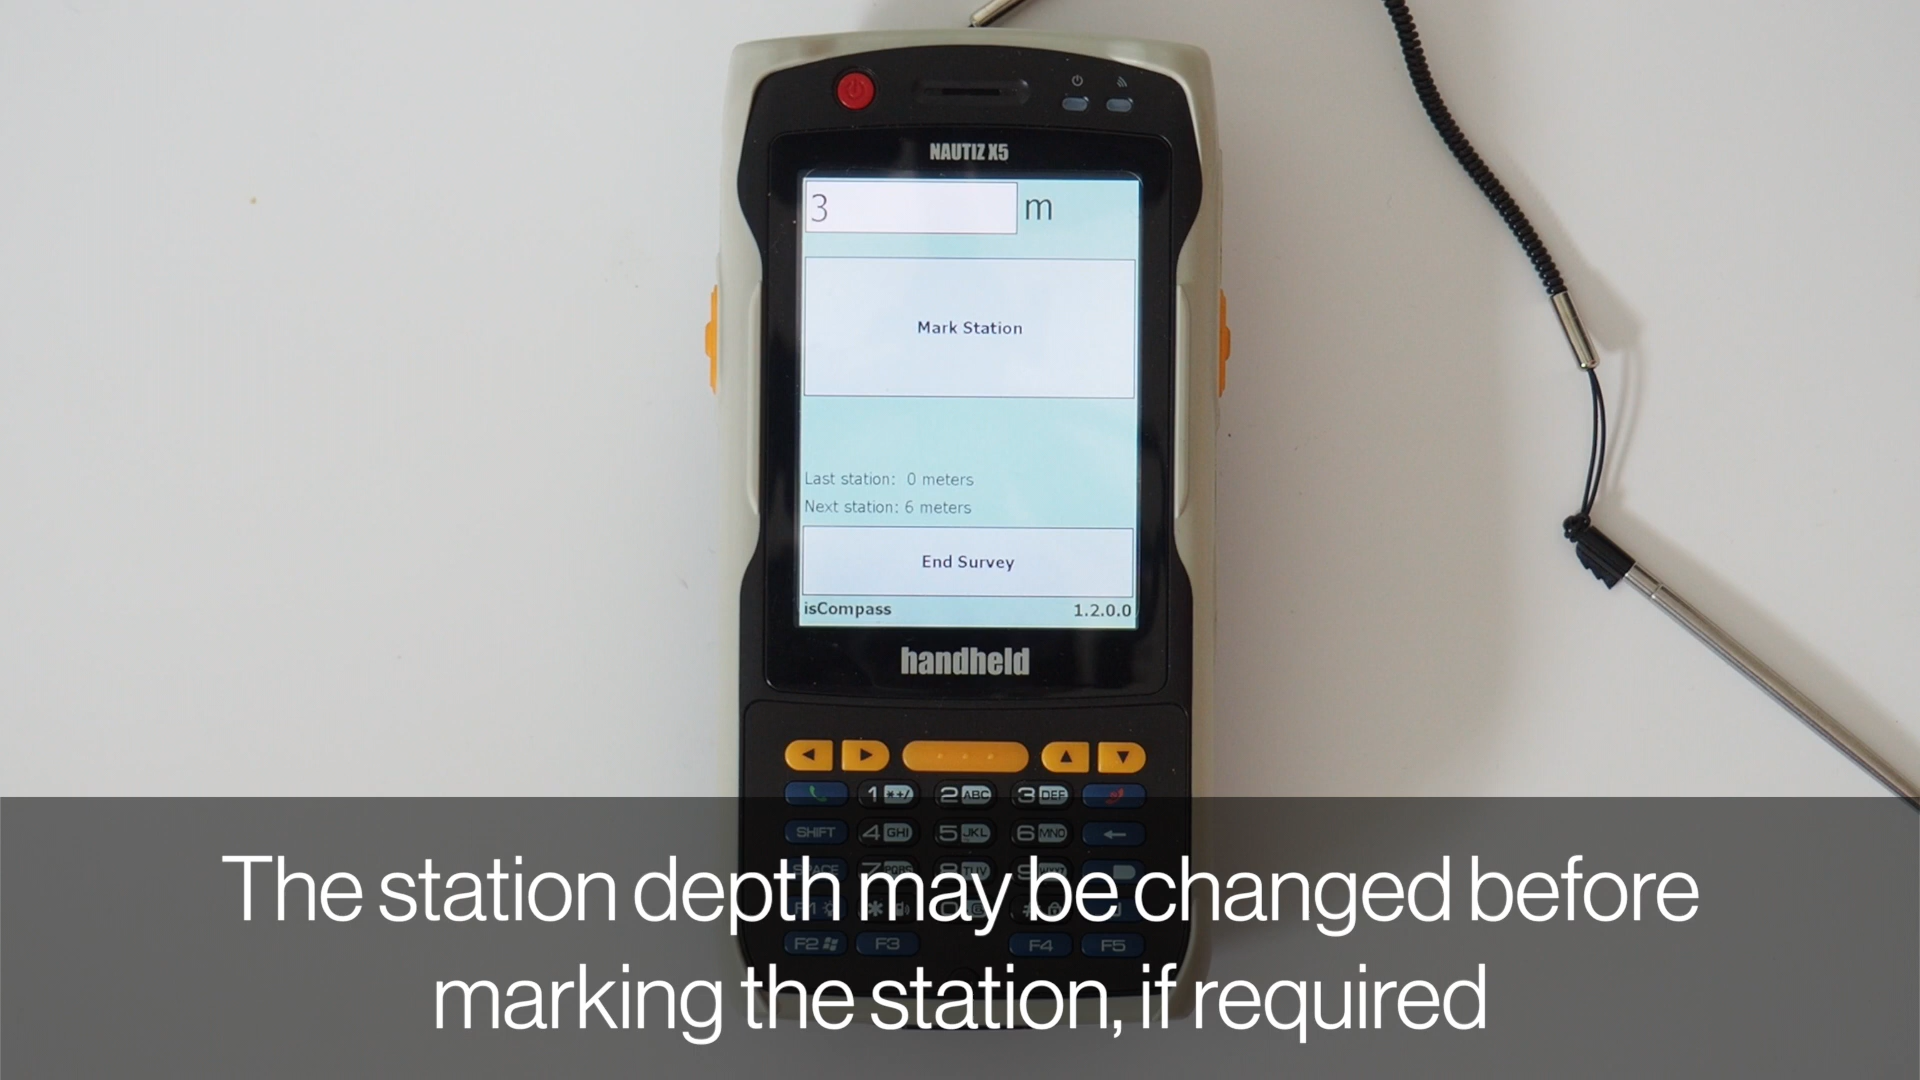 NAUTIZ X5
3 m
Mark Station
Last station: 0 meters
Next station: 6 meters
End Survey
isCompass 1.2.0.0
handheld
1 *+/ 2 ABC 3 DEF
SHIFT 4 GHI 5 JKL 6 MNO
The station depth may be changed before
F2 F3 F4 F5
marking the station, if required